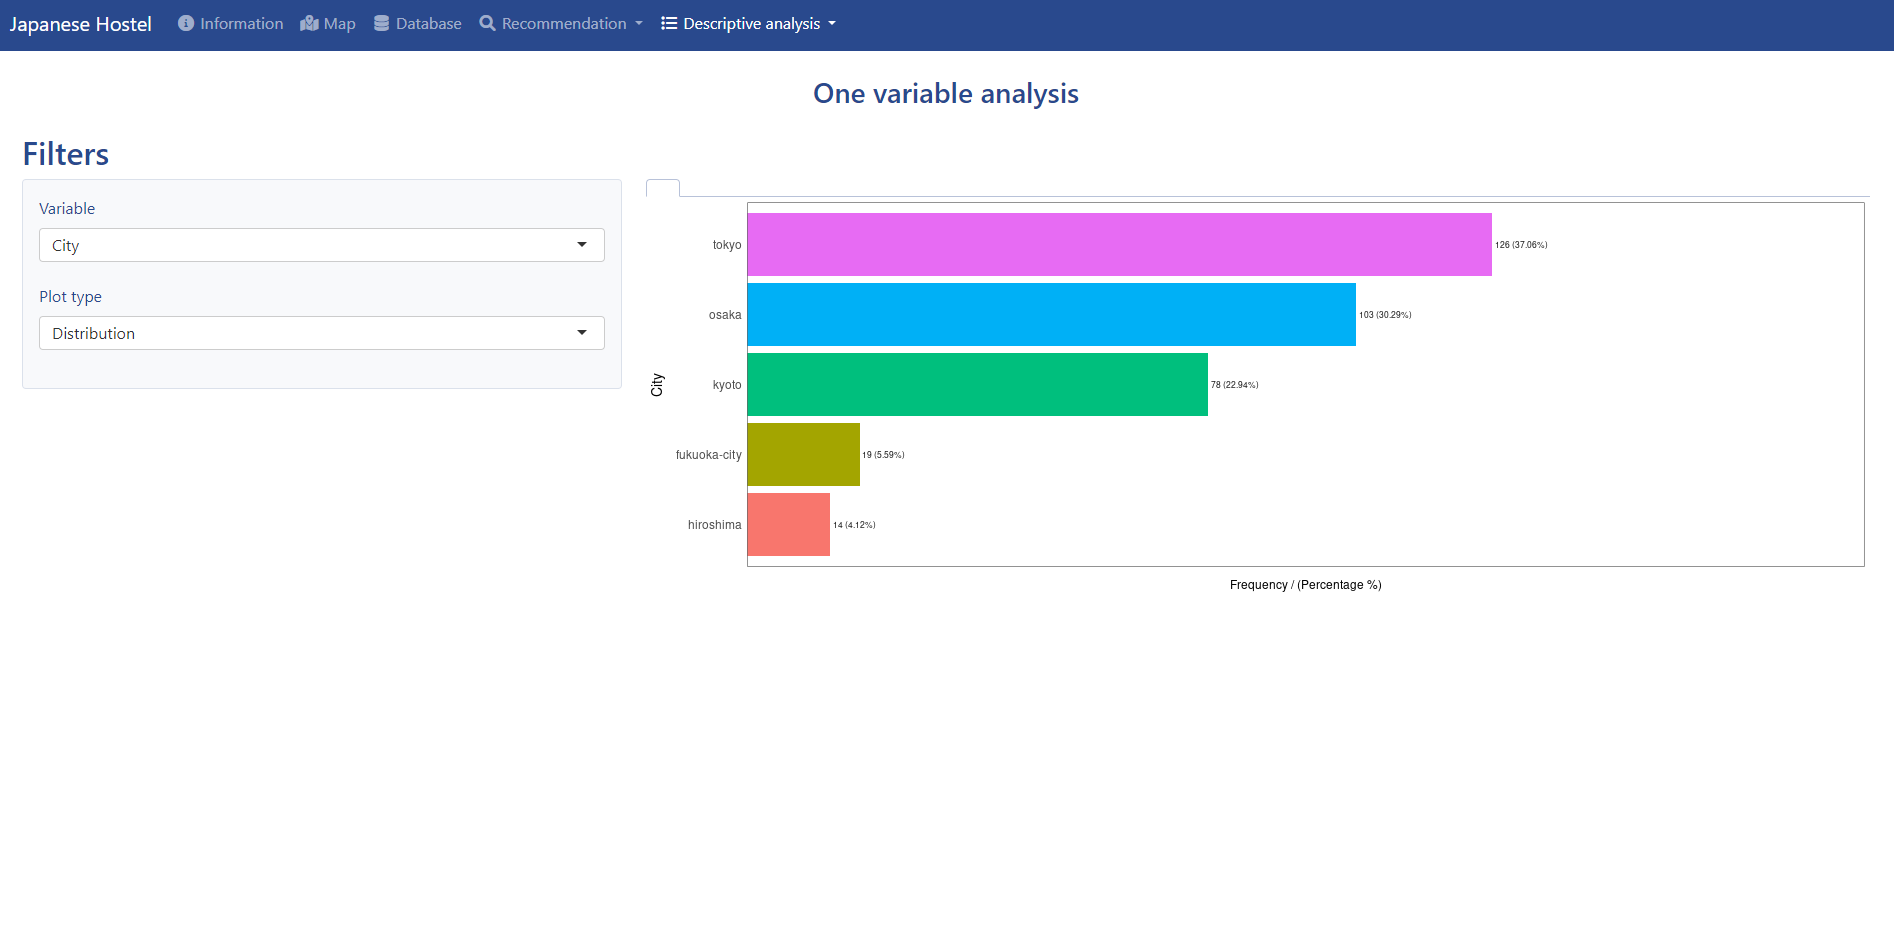 Japanese Hostel Information Map Database Recommendation Descriptive analysis
One variable analysis
Filters
Variable
City
Plot type
Distribution
City
tokyo 126 (37.06%)
osaka 103 (30.29%)
kyoto 78 (22.94%)
fukuoka-city 19 (5.59%)
hiroshima 14 (4.12%)
Frequency / (Percentage %)